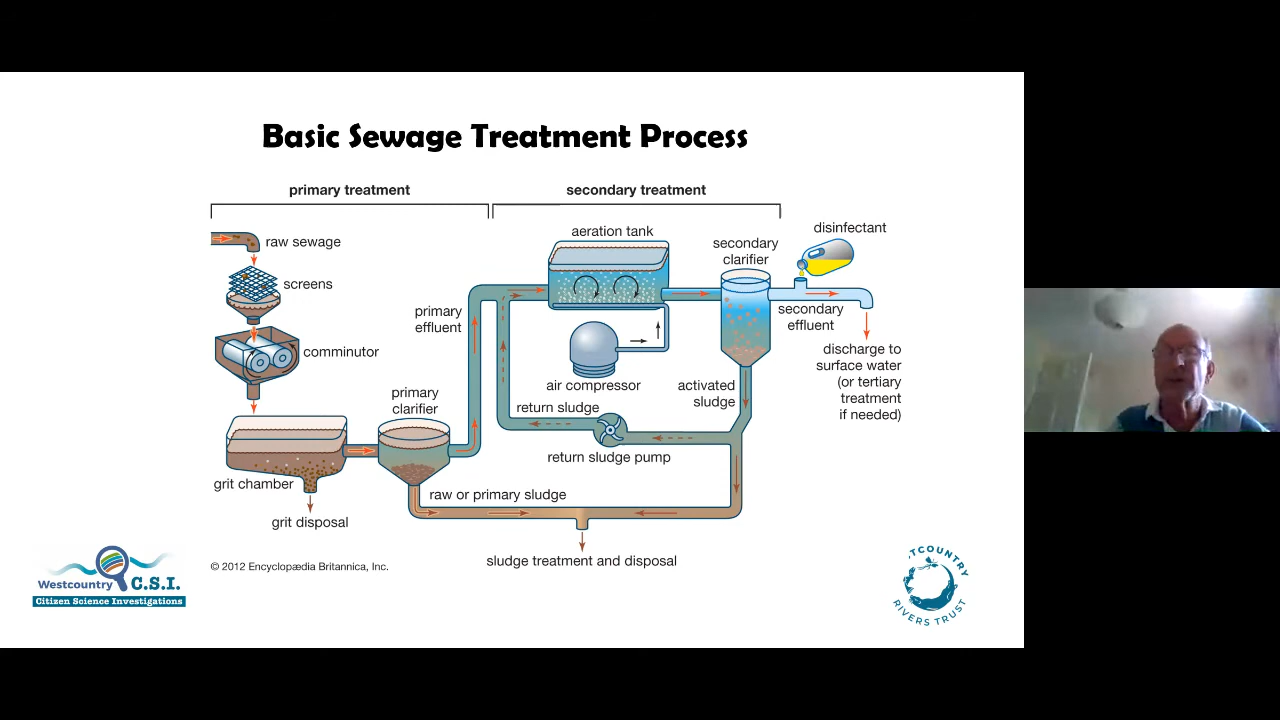 Basic Sewage Treatment Process
primary treatment
secondary treatment
raw sewage
screens
comminutor
grit chamber
grit disposal
primary
clarifier
raw or primary sludge
primary
effluent
aeration tank
air compressor
return sludge
return sludge pump
secondary
clarifier
activated
sludge
sludge treatment and disposal
disinfectant
secondary
effluent
discharge to
surface water
(or tertiary
treatment
if needed)
© 2012 Encyclopædia Britannica, Inc.
Westcountry C.S.I.
Citizen Science Investigations
TCOUNTRY
RIVERS TRUST